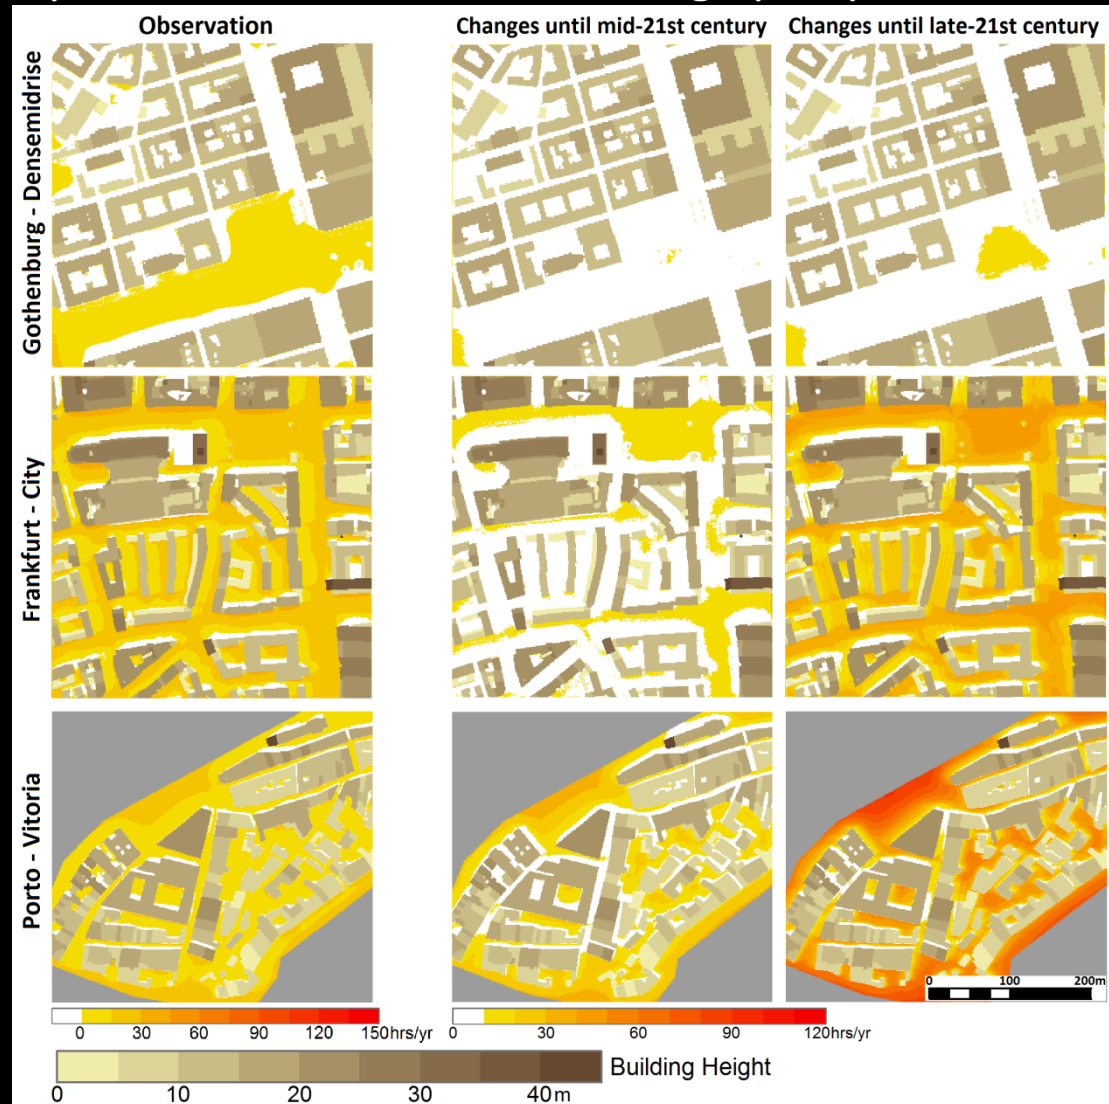 Observation
Changes until mid-21st century
Changes until late-21st century
Gothenburg - Densemidrise
Frankfurt - City
Porto - Vitoria
0 100 200m
0 30 60 90 120 150hrs/yr
0 30 60 90 120hrs/yr
Building Height
0 10 20 30 40m